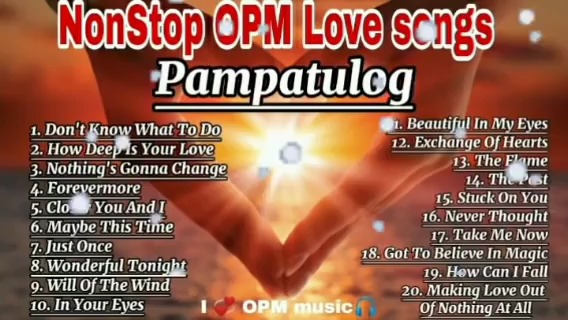 NonStop OPM Love songs
Pampatulog
1. Don't Know What To Do
2. How Deep Is Your Love
3. Nothing's Gonna Change
4. Forevermore
5. Closer You And I
6. Maybe This Time
7. Just Once
8. Wonderful Tonight
9. Will Of The Wind
10. In Your Eyes
11. Beautiful In My Eyes
12. Exchange Of Hearts
13. The Flame
14. The Past
15. Stuck On You
16. Never Thought
17. Take Me Now
18. Got To Believe In Magic
19. How Can I Fall
20. Making Love Out
Of Nothing At All
I ❤️ OPM music🎧